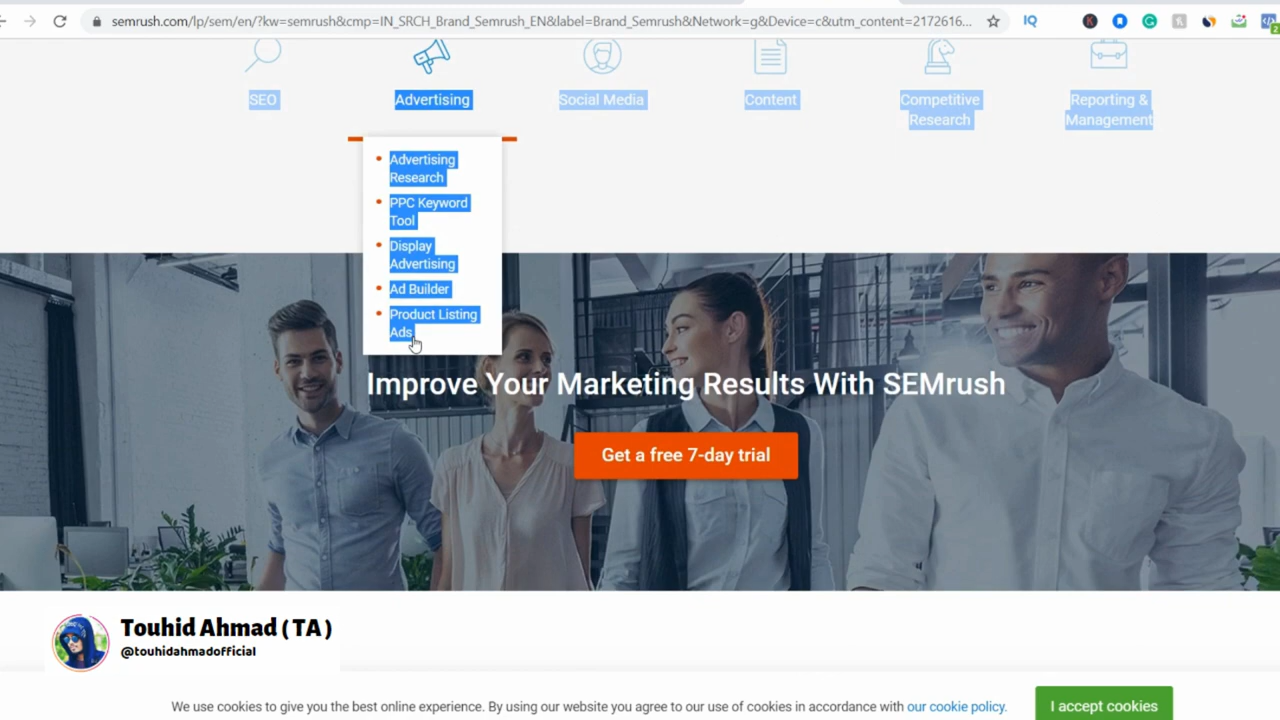 semrush.com/lp/sem/en/?kw=semrush&cmp=IN_SRCH_Brand_Semrush_EN&label=Brand_Semrush&Network=g&Device=c&utm_content=2172616...
IQ
SEO
Advertising
Social Media
Content
Competitive
Research
Reporting &
Management
Advertising
Research
PPC Keyword
Tool
Display
Advertising
Ad Builder
Product Listing
Ads
Improve Your Marketing Results With SEMrush
Get a free 7-day trial
Touhid Ahmad (TA)
@touhidahmadofficial
We use cookies to give you the best online experience. By using our website you agree to our use of cookies in accordance with our cookie policy.
I accept cookies